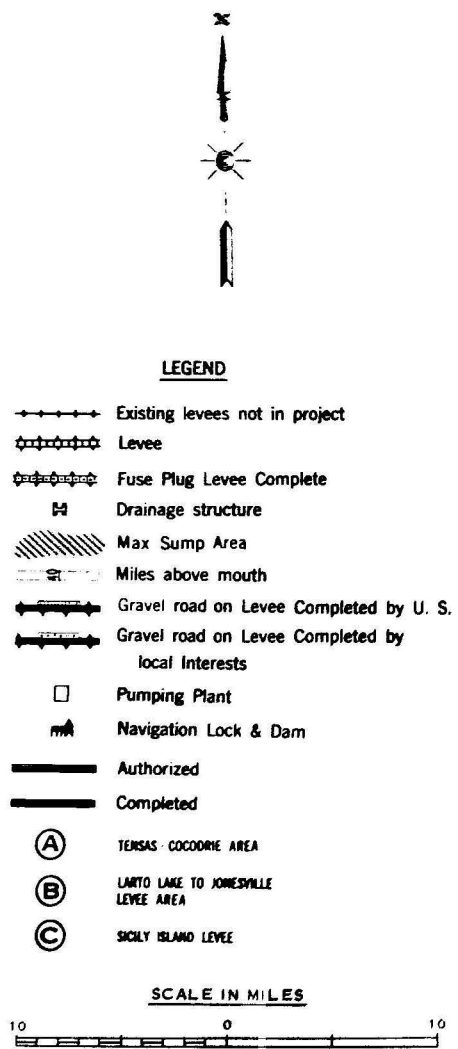 LEGEND
Existing levees not in project
Levee
Fuse Plug Levee Complete
Drainage structure
Max Sump Area
Miles above mouth
Gravel road on Levee Completed by U. S.
Gravel road on Levee Completed by
local Interests
Pumping Plant
Navigation Lock & Dam
Authorized
Completed
A TENSAS - COCODRIE AREA
B LARTO LAKE TO JONESVILLE
LEVEE AREA
C SICILY ISLAND LEVEE
SCALE IN MILES
10 0 10